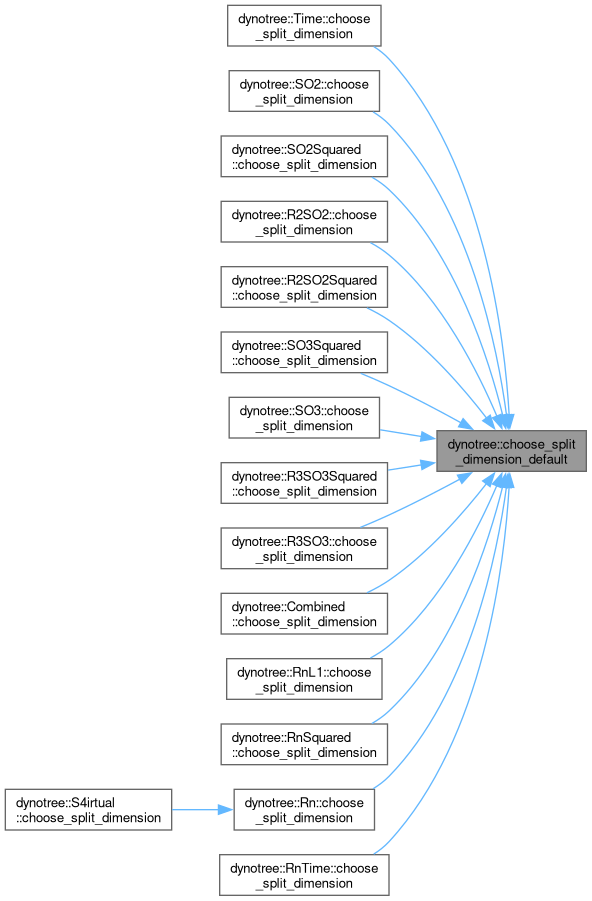 dynotree::Time::choose
_split_dimension
dynotree::SO2::choose
_split_dimension
dynotree::SO2Squared
::choose_split_dimension
dynotree::R2SO2::choose
_split_dimension
dynotree::R2SO2Squared
::choose_split_dimension
dynotree::SO3Squared
::choose_split_dimension
dynotree::SO3::choose
_split_dimension
dynotree::choose_split
_dimension_default
dynotree::R3SO3Squared
::choose_split_dimension
dynotree::R3SO3::choose
_split_dimension
dynotree::Combined
::choose_split_dimension
dynotree::RnL1::choose
_split_dimension
dynotree::RnSquared
::choose_split_dimension
dynotree::S4irtual
::choose_split_dimension
dynotree::Rn::choose
_split_dimension
dynotree::RnTime::choose
_split_dimension